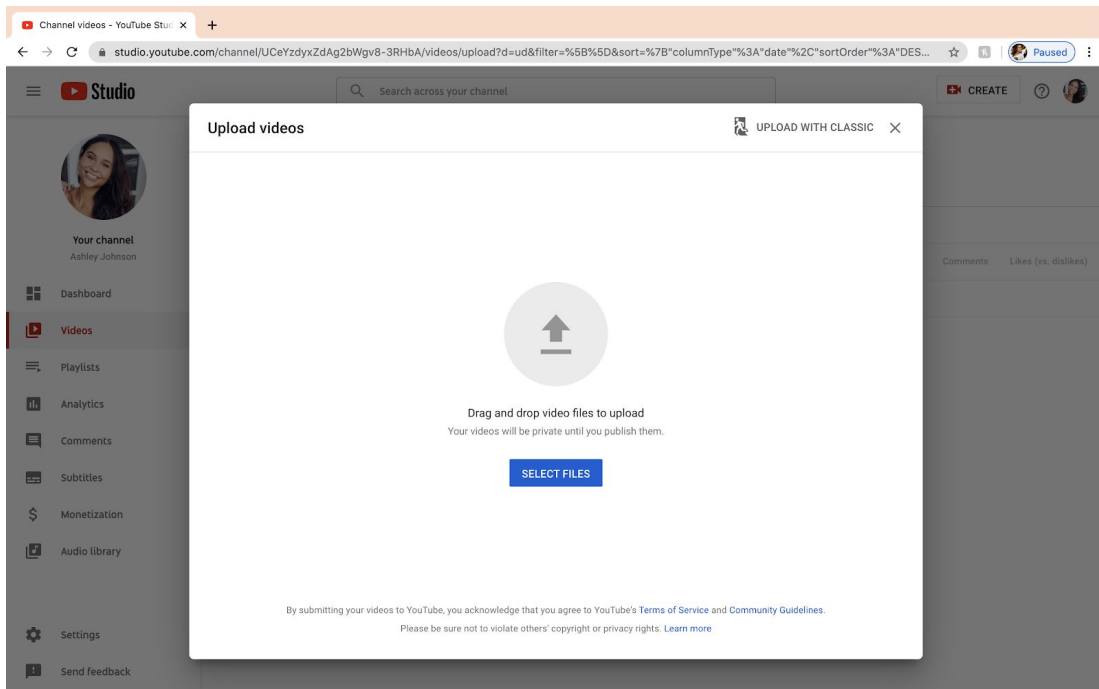 Channel videos - YouTube Stud
studio.youtube.com/channel/UCeYzdyxZdAg2bWgv8-3RHbA/videos/upload?d=ud&filter=%5B%5D&sort=%7B"columnType"%3A"date"%2C"sortOrder"%3A"DES...
Paused
Studio
Search across your channel
CREATE
Upload videos
UPLOAD WITH CLASSIC
Your channel
Ashley Johnson
Comments Likes (vs. dislikes)
Dashboard
Videos
Playlists
Analytics
Comments
Subtitles
Monetization
Audio library
Settings
Send feedback
Drag and drop video files to upload
Your videos will be private until you publish them.
SELECT FILES
By submitting your videos to YouTube, you acknowledge that you agree to YouTube's Terms of Service and Community Guidelines.
Please be sure not to violate others' copyright or privacy rights. Learn more